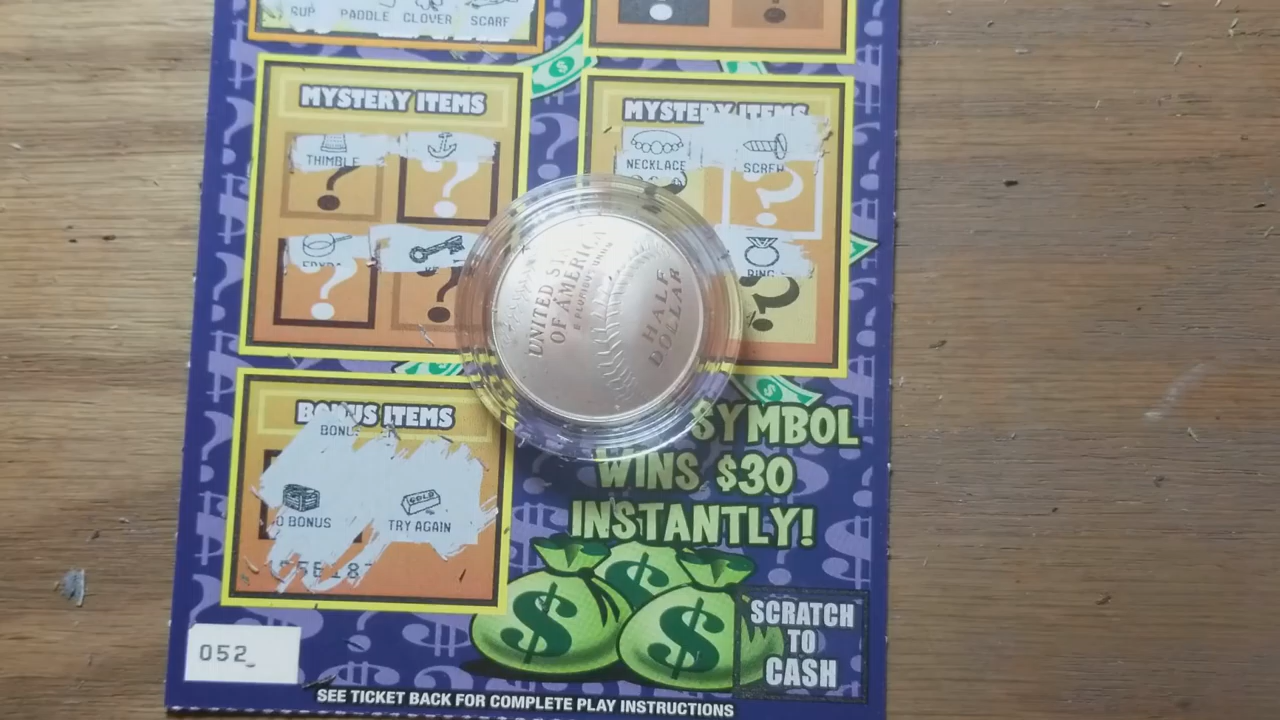 SUP PADDLE CLOVER SCARF
MYSTERY ITEMS
THIMBLE
MYSTERY ITEMS
NECKLACE
RING
UNITED
OF AMERICA
E PLURIBUS UNUM
HALF
DOLLAR
BONUS ITEMS
O BONUS TRY AGAIN
SYMBOL
WINS $30
INSTANTLY!
SCRATCH
TO
CASH
052
SEE TICKET BACK FOR COMPLETE PLAY INSTRUCTIONS